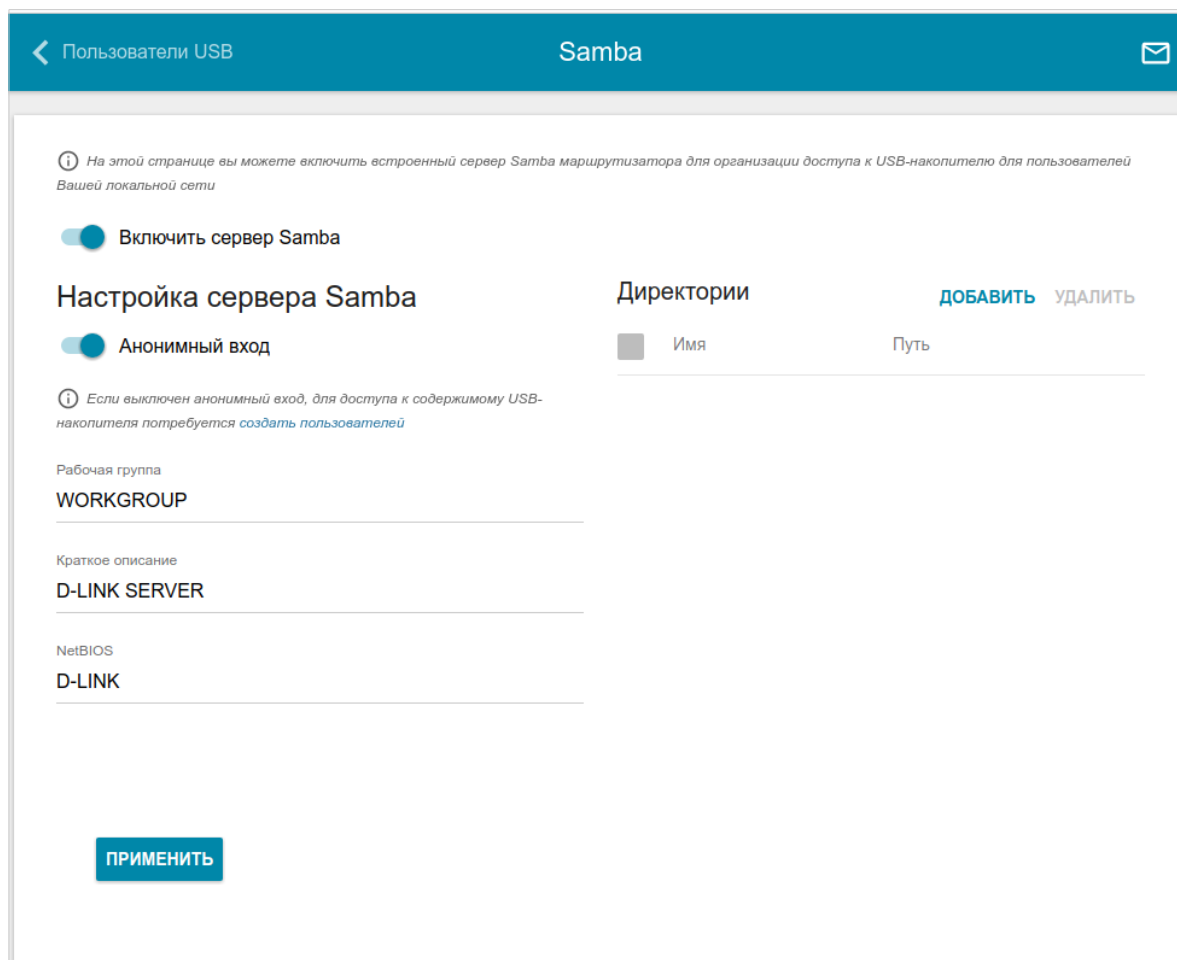 Пользователи USB
Samba
На этой странице вы можете включить встроенный сервер Samba маршрутизатора для организации доступа к USB-накопителю для пользователей
Вашей локальной сети
Включить сервер Samba
Настройка сервера Samba
Анонимный вход
Если выключен анонимный вход, для доступа к содержимому USB-
накопителя потребуется создать пользователей
Рабочая группа
WORKGROUP
Краткое описание
D-LINK SERVER
NetBIOS
D-LINK
ПРИМЕНИТЬ
Директории
ДОБАВИТЬ УДАЛИТЬ
Имя Путь